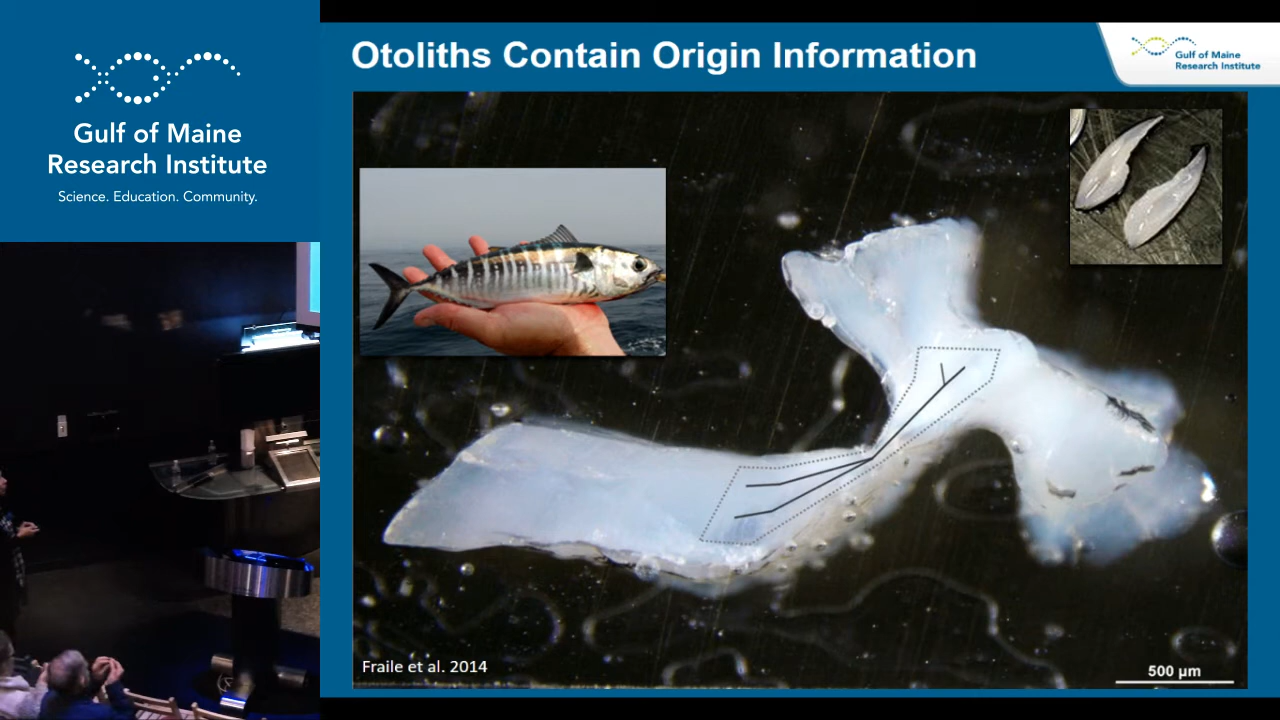 Gulf of Maine
Research Institute
Science. Education. Community.
Otoliths Contain Origin Information
Gulf of Maine
Research Institute
Fraile et al. 2014
500 µm